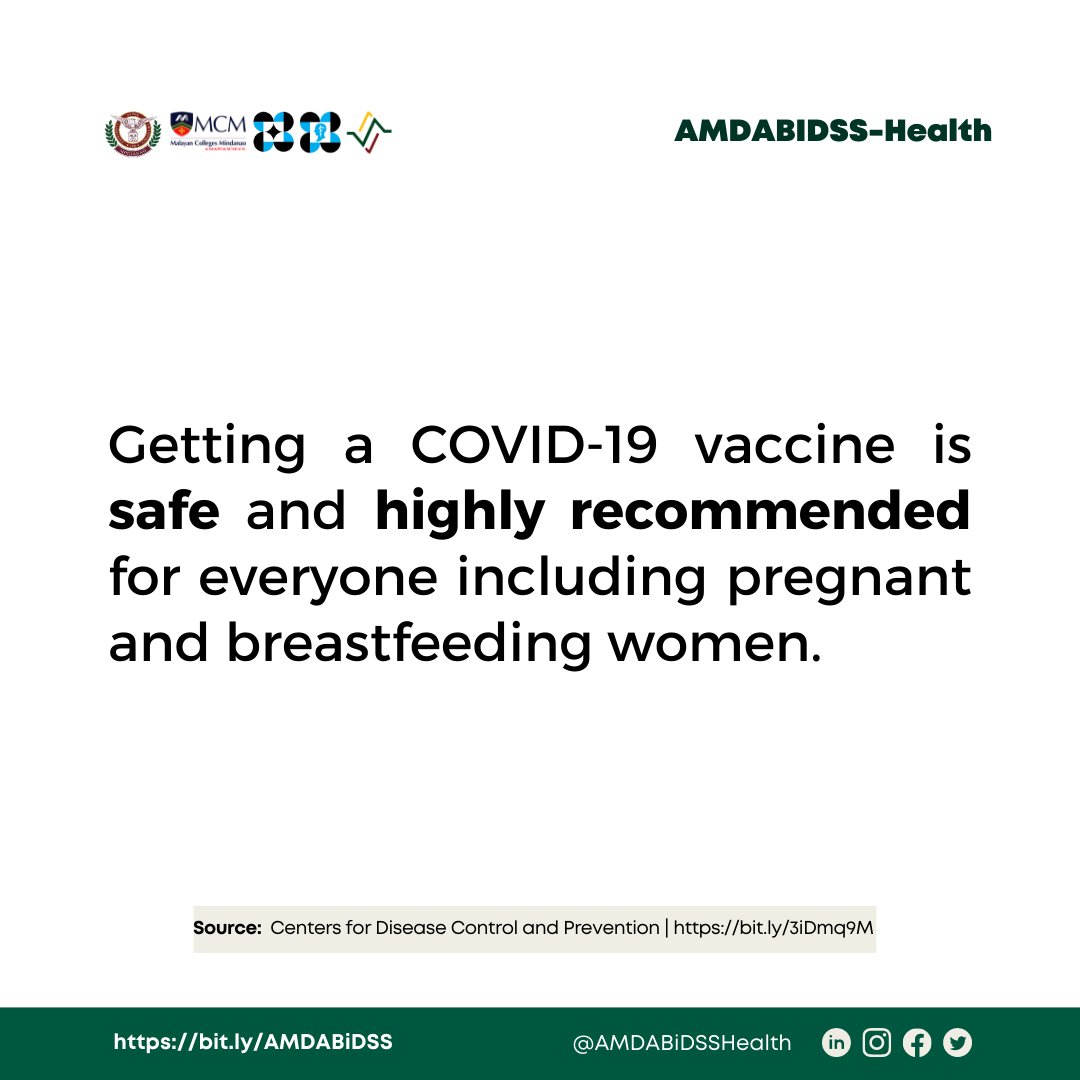 MCM
Malayan Colleges Mindanao
AMDABIDSS-Health
Getting a COVID-19 vaccine is
safe and highly recommended
for everyone including pregnant
and breastfeeding women.
Source: Centers for Disease Control and Prevention | https://bit.ly/3iDmq9M
https://bit.ly/AMDABiDSS
@AMDABiDSSHealth